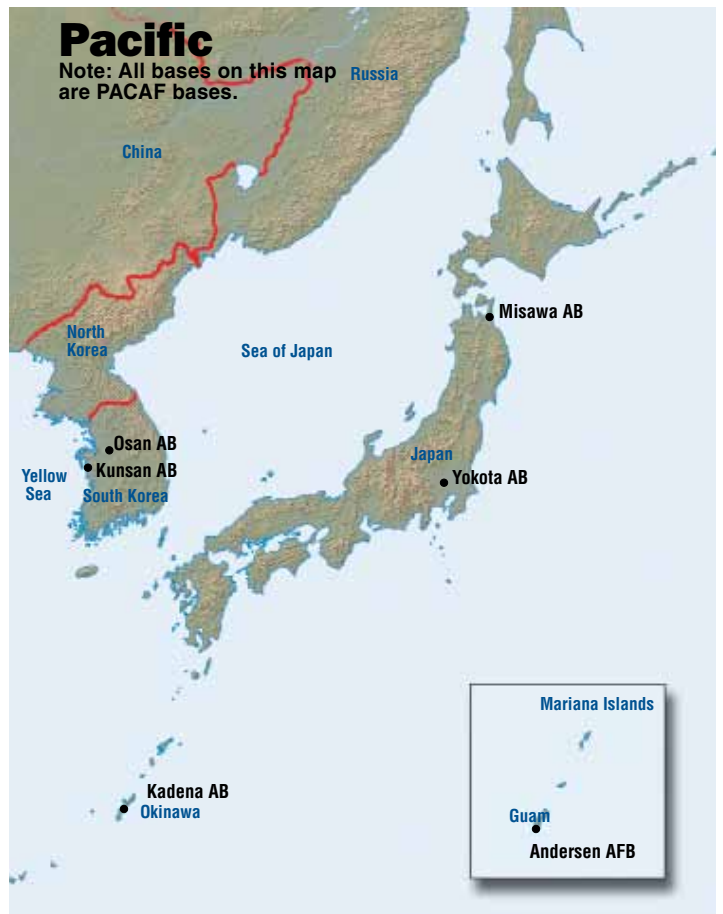 Pacific
Note: All bases on this map
are PACAF bases.
Russia
China
Misawa AB
North
Korea
Sea of Japan
Osan AB
Japan
Kunsan AB
Yellow
Sea
Yokota AB
South Korea
Mariana Islands
Kadena AB
Okinawa
Guam
Andersen AFB